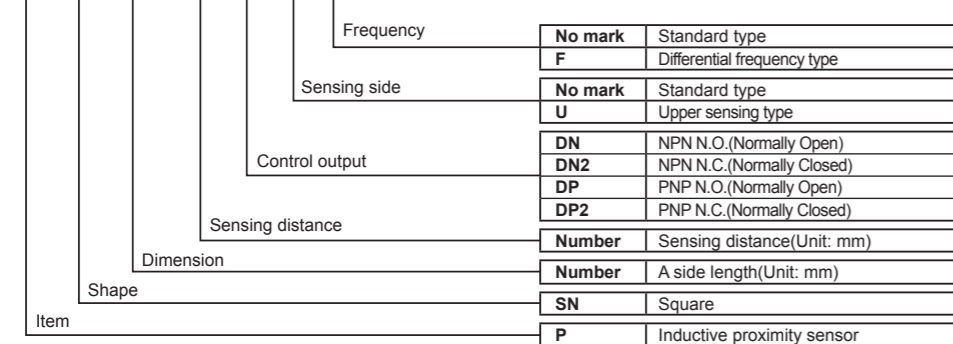 Frequency
No mark Standard type
F Differential frequency type
Sensing side
No mark Standard type
U Upper sensing type
Control output
DN NPN N.O.(Normally Open)
DN2 NPN N.C.(Normally Closed)
DP PNP N.O.(Normally Open)
DP2 PNP N.C.(Normally Closed)
Sensing distance
Number Sensing distance(Unit: mm)
Dimension
Number A side length(Unit: mm)
Shape
SN Square
Item
P Inductive proximity sensor